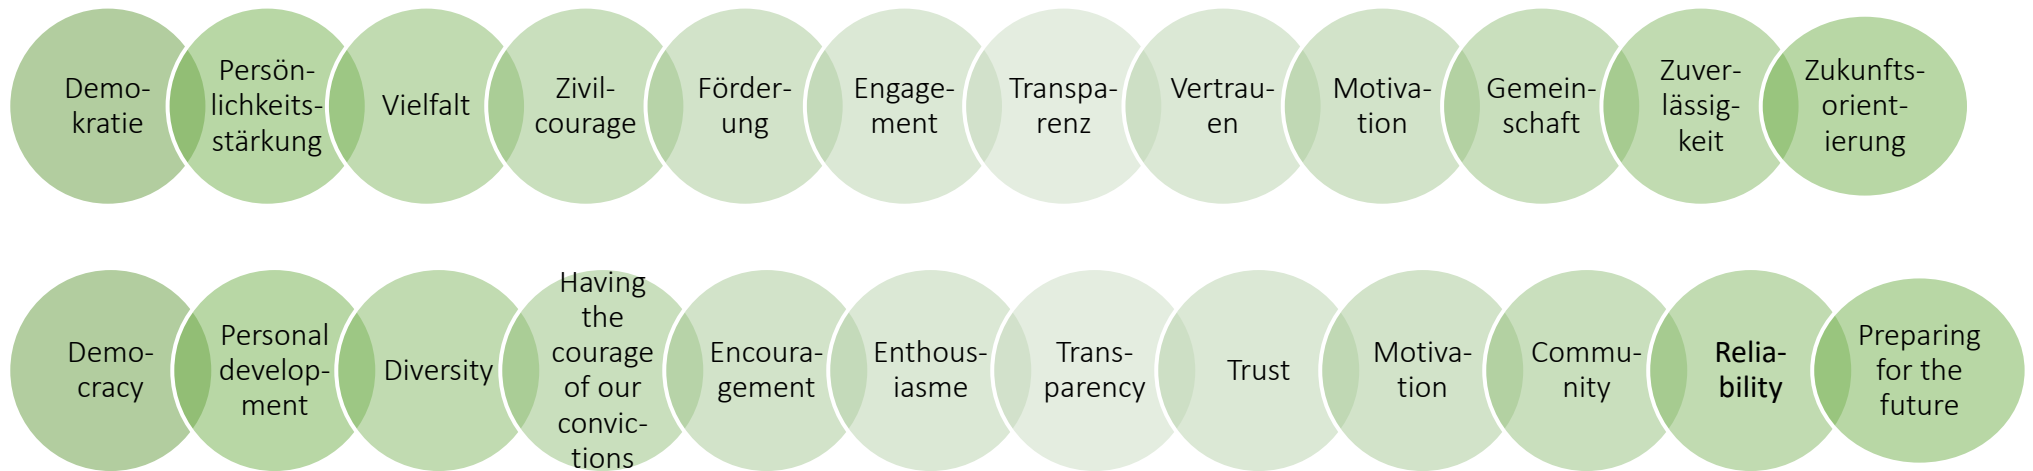 Demo-
kratie
Persön-
lichkeits-
stärkung
Vielfalt
Zivil-
courage
Förder-
ung
Engage-
ment
Transpa-
renz
Vertrau-
en
Motiva-
tion
Gemein-
schaft
Zuver-
lässig-
keit
Zukunfts-
orient-
ierung
Demo-
cracy
Personal
develop-
ment
Diversity
Having
the
courage
of our
convic-
tions
Encoura-
gement
Enthous-
iasme
Trans-
parency
Trust
Motiva-
tion
Commu-
nity
Relia-
bility
Preparing
for the
future